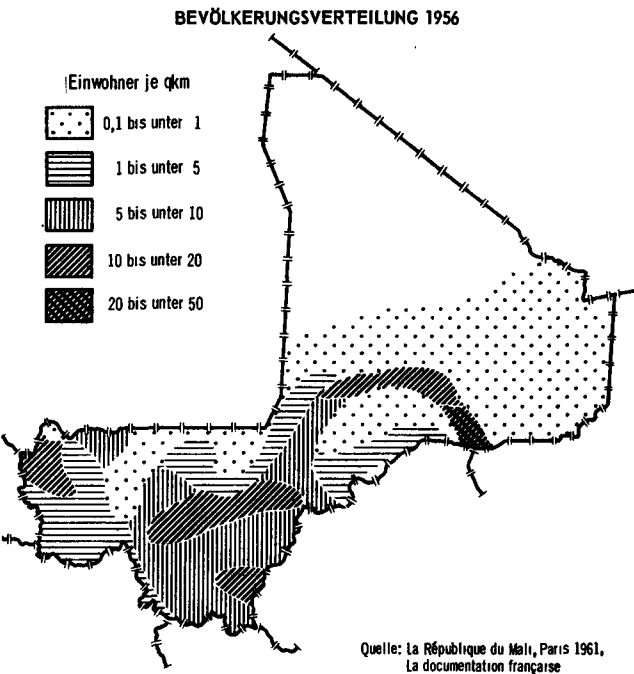 BEVÖLKERUNGSVERTEILUNG 1956
Einwohner je qkm
0,1 bis unter 1
1 bis unter 5
5 bis unter 10
10 bis unter 20
20 bis unter 50
Quelle: La République du Mali, Paris 1961,
La documentation française